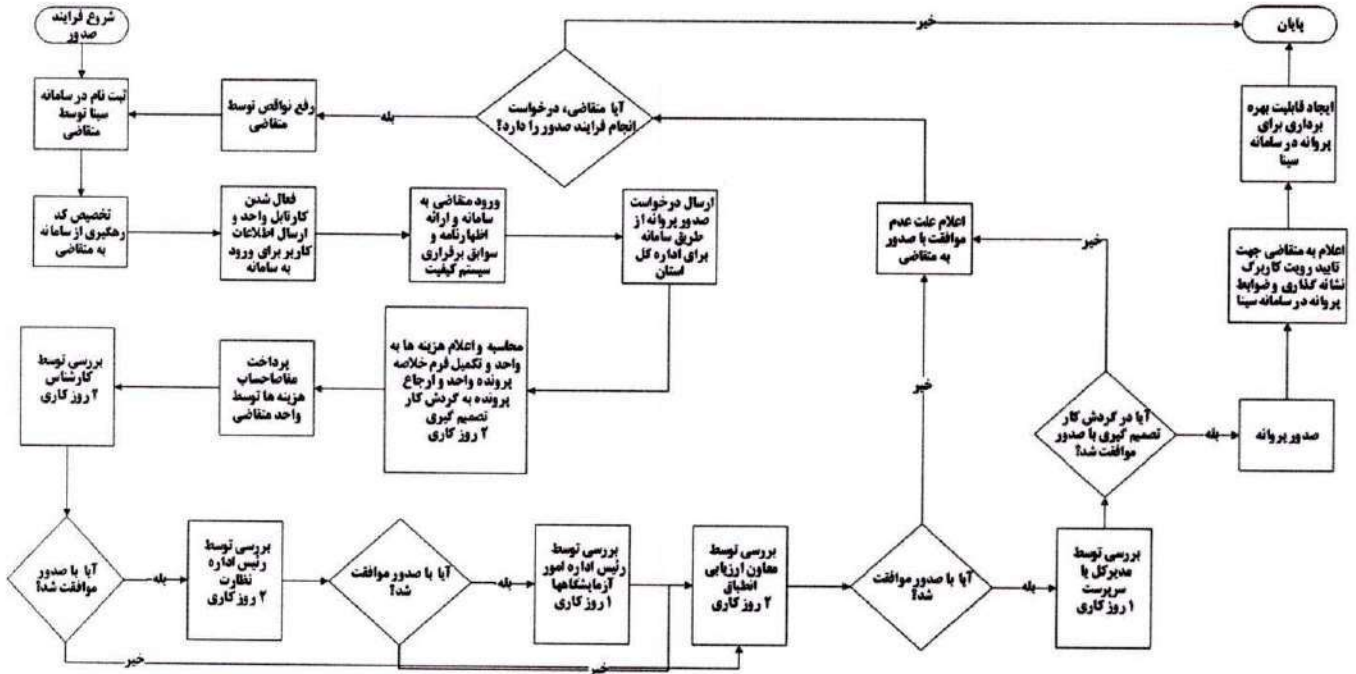 شروع فرایند
صدور
ثبت نام در سامانه
سینا توسط
متقاضی
رفع نواقص توسط
متقاضی
بله
آیا متقاضی، درخواست
انجام فرایند صدور را دارد؟
خیر
پایان
ایجاد قابلیت بهره
برداری برای
پروانه در سامانه
سینا
تخصیص کد
رهگیری از سامانه
به متقاضی
فعال شدن
کارتابل واحد و
ارسال اطلاعات
کاربر برای ورود
به سامانه
ورود متقاضی به
سامانه و ارائه
اظهارنامه و
سوابق برقراری
سیستم کیفیت
ارسال درخواست
صدور پروانه از
طریق سامانه
برای اداره کل
استان
اعلام علت عدم
موافقت با صدور
به متقاضی
خیر
اعلام به متقاضی جهت
تایید رویت کاربرگ
نشانه گذاری و ضوابط
پروانه در سامانه سینا
بررسی توسط
کارشناس
۲ روز کاری
پرداخت
مفاصاحساب
هزینه ها توسط
واحد متقاضی
محاسبه و اعلام هزینه ها به
واحد و تکمیل فرم خلاصه
پرونده واحد و ارجاع
پرونده به گردش کار
تصمیم گیری
۲ روز کاری
خیر
آیا در گردش کار
تصمیم گیری با صدور
موافقت شد؟
بله
صدور پروانه
آیا با صدور
موافقت شد؟
بله
بررسی توسط
رئیس اداره
نظارت
۲ روز کاری
آیا با صدور موافقت
شد؟
بله
بررسی توسط
رئیس اداره امور
آزمایشگاهها
۱ روز کاری
بررسی توسط
معاون ارزیابی
انطباق
۲ روز کاری
آیا با صدور موافقت
شد؟
بله
بررسی توسط
مدیرکل یا
سرپرست
۱ روز کاری
خیر
خیر